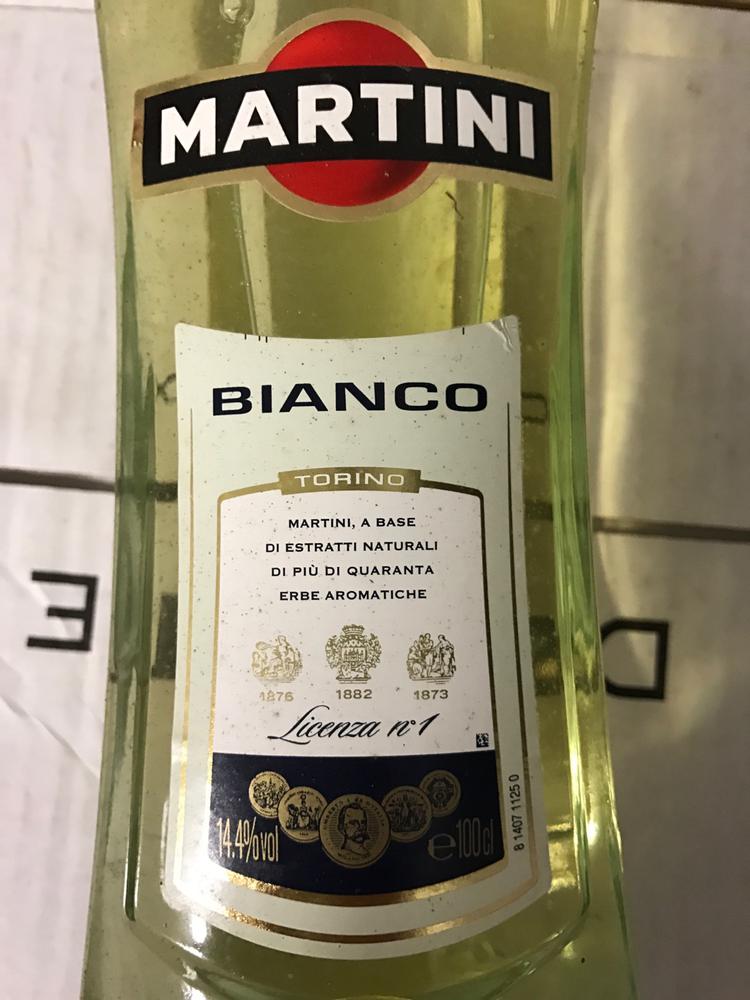 MARTINI
BIANCO
TORINO
MARTINI, A BASE
DI ESTRATTI NATURALI
DI PIÙ DI QUARANTA
ERBE AROMATICHE
1876 1882 1873
Licenza n° 1
14.4%vol e100cl
8 1407 1125 0
E D